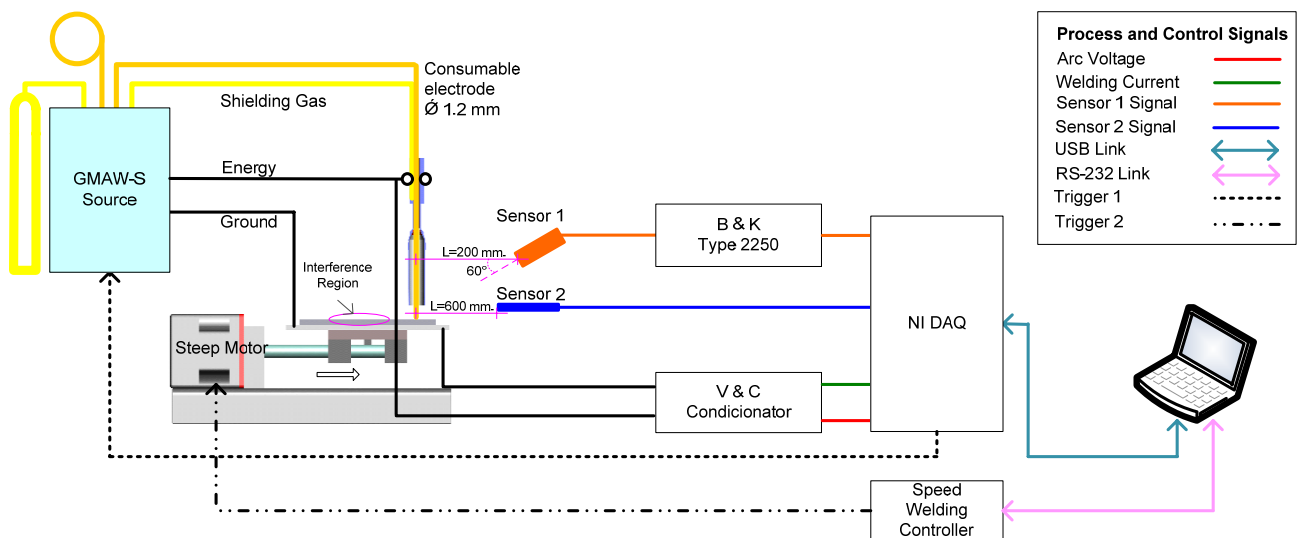 Consumable
electrode
Ǿ 1.2 mm
Shielding Gas
GMAW-S
Source
Energy
Ground
Interference
Region
Steep Motor
L=200 mm
60°
L=600 mm
Sensor 1
Sensor 2
B & K
Type 2250
V & C
Condicionator
NI DAQ
Speed
Welding
Controller
Process and Control Signals
Arc Voltage
Welding Current
Sensor 1 Signal
Sensor 2 Signal
USB Link
RS-232 Link
Trigger 1
Trigger 2